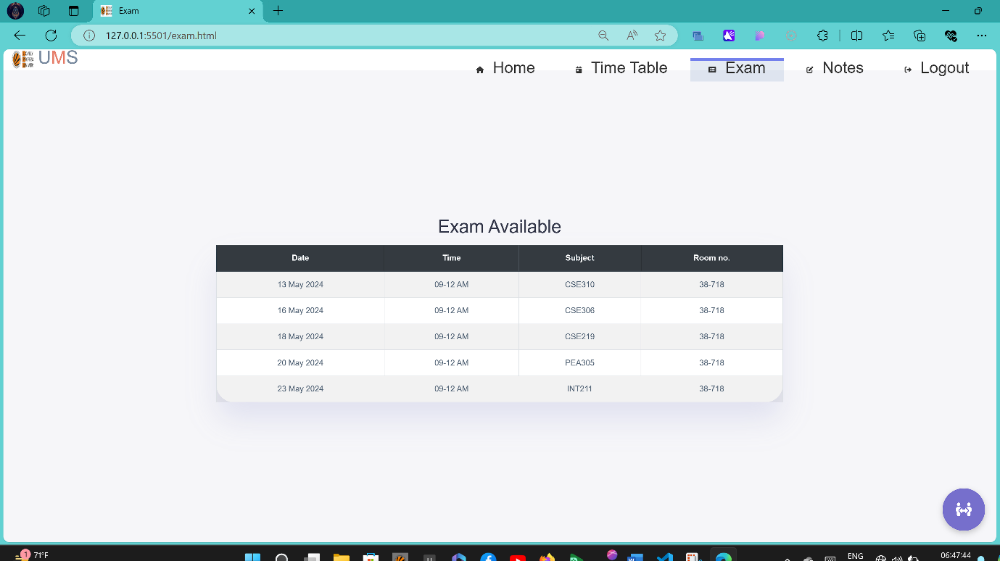 Exam
127.0.0.1:5501/exam.html
UMS
Home Time Table Exam Notes Logout
Exam Available
Date Time Subject Room no.
13 May 2024 09-12 AM CSE310 38-718
16 May 2024 09-12 AM CSE306 38-718
18 May 2024 09-12 AM CSE219 38-718
20 May 2024 09-12 AM PEA305 38-718
23 May 2024 09-12 AM INT211 38-718
1 71°F
ENG 06:47:44